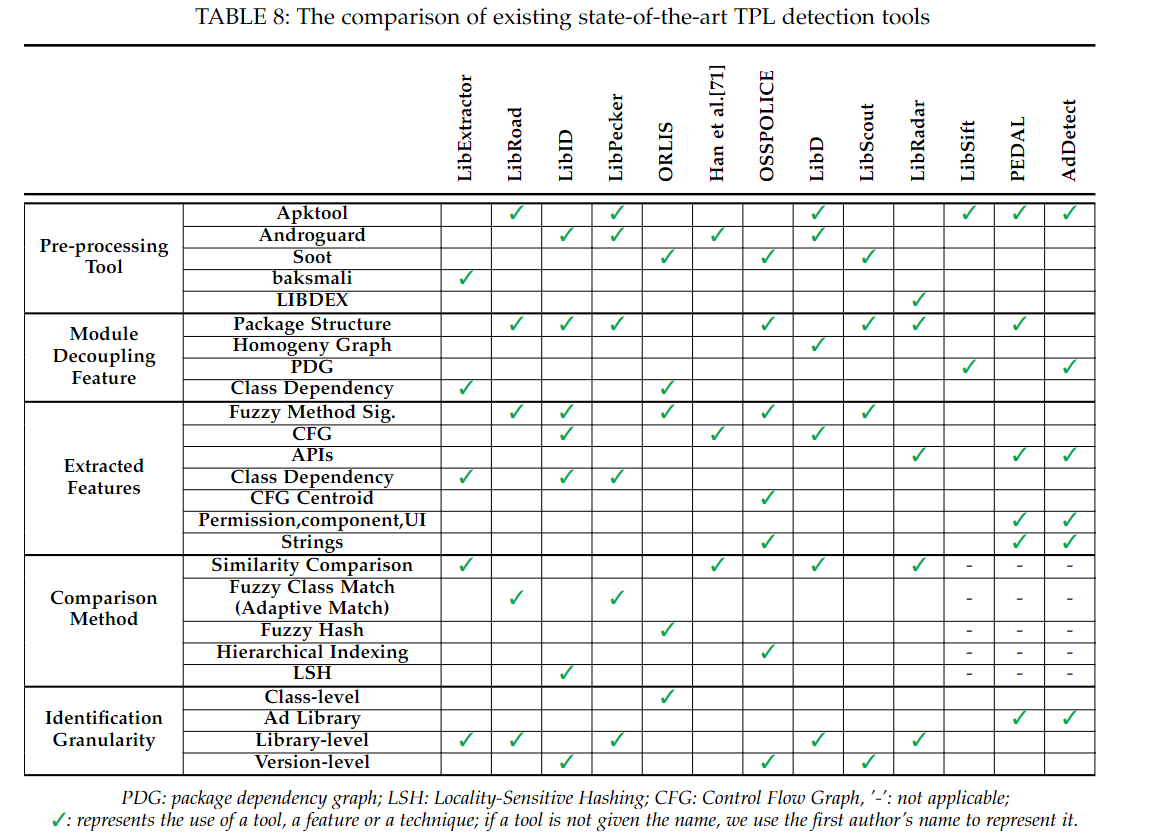 TABLE 8: The comparison of existing state-of-the-art TPL detection tools
LibExtractor LibRoad LibID LibPecker ORLIS Han et al.[71] OSSPOLICE LibD LibScout LibRadar LibSift PEDAL AdDetect
Pre-processing Tool
Apktool ✓ ✓ ✓ ✓ ✓ ✓
Androguard ✓ ✓ ✓ ✓
Soot ✓ ✓ ✓
baksmali ✓
LIBDEX ✓
Module Decoupling Feature
Package Structure ✓ ✓ ✓ ✓ ✓ ✓ ✓
Homogeny Graph ✓
PDG ✓ ✓
Class Dependency ✓ ✓
Extracted Features
Fuzzy Method Sig. ✓ ✓ ✓ ✓ ✓
CFG ✓ ✓ ✓
APIs ✓ ✓ ✓
Class Dependency ✓ ✓ ✓
CFG Centroid ✓
Permission,component,UI ✓ ✓
Strings ✓ ✓ ✓
Comparison Method
Similarity Comparison ✓ ✓ ✓ ✓ - - -
Fuzzy Class Match
(Adaptive Match) ✓ ✓ - - -
Fuzzy Hash ✓ - - -
Hierarchical Indexing ✓ - - -
LSH ✓ - - -
Identification Granularity
Class-level ✓
Ad Library ✓ ✓
Library-level ✓ ✓ ✓ ✓ ✓
Version-level ✓ ✓ ✓
PDG: package dependency graph; LSH: Locality-Sensitive Hashing; CFG: Control Flow Graph, '-': not applicable;
✓: represents the use of a tool, a feature or a technique; if a tool is not given the name, we use the first author's name to represent it.